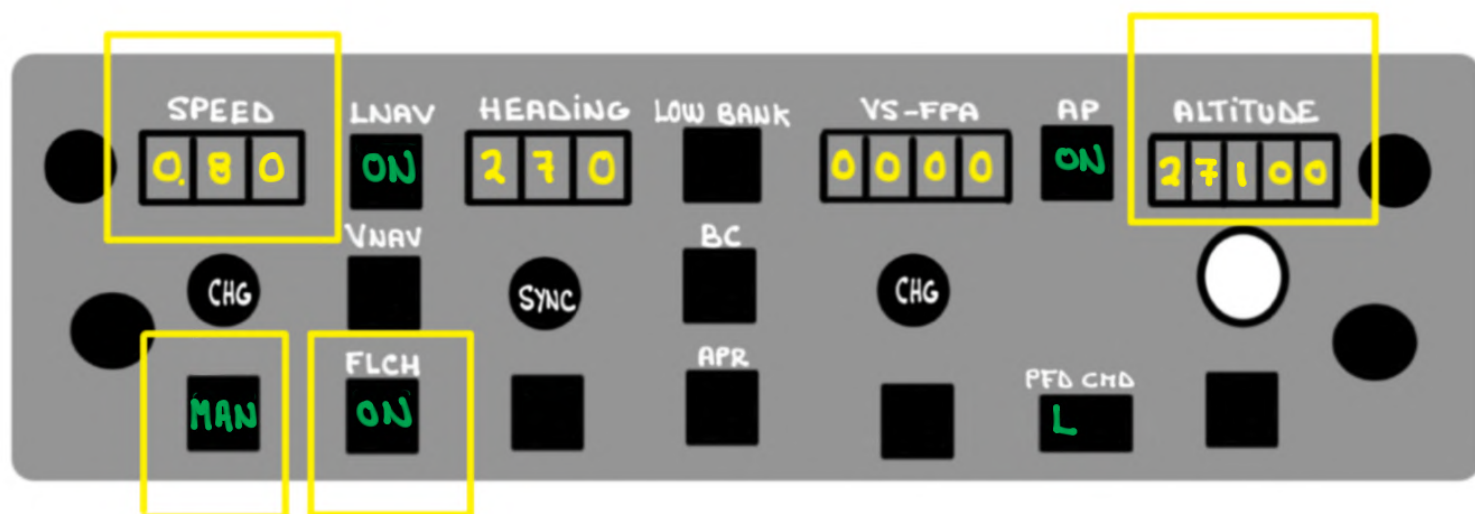 SPEED LNAV HEADING LOW BANK VS-FPA AP ALTITUDE
0.80 ON 270 0000 ON 27100
VNAV BC
CHG SYNC CHG
FLCH APR PFD CMD
MAN ON L